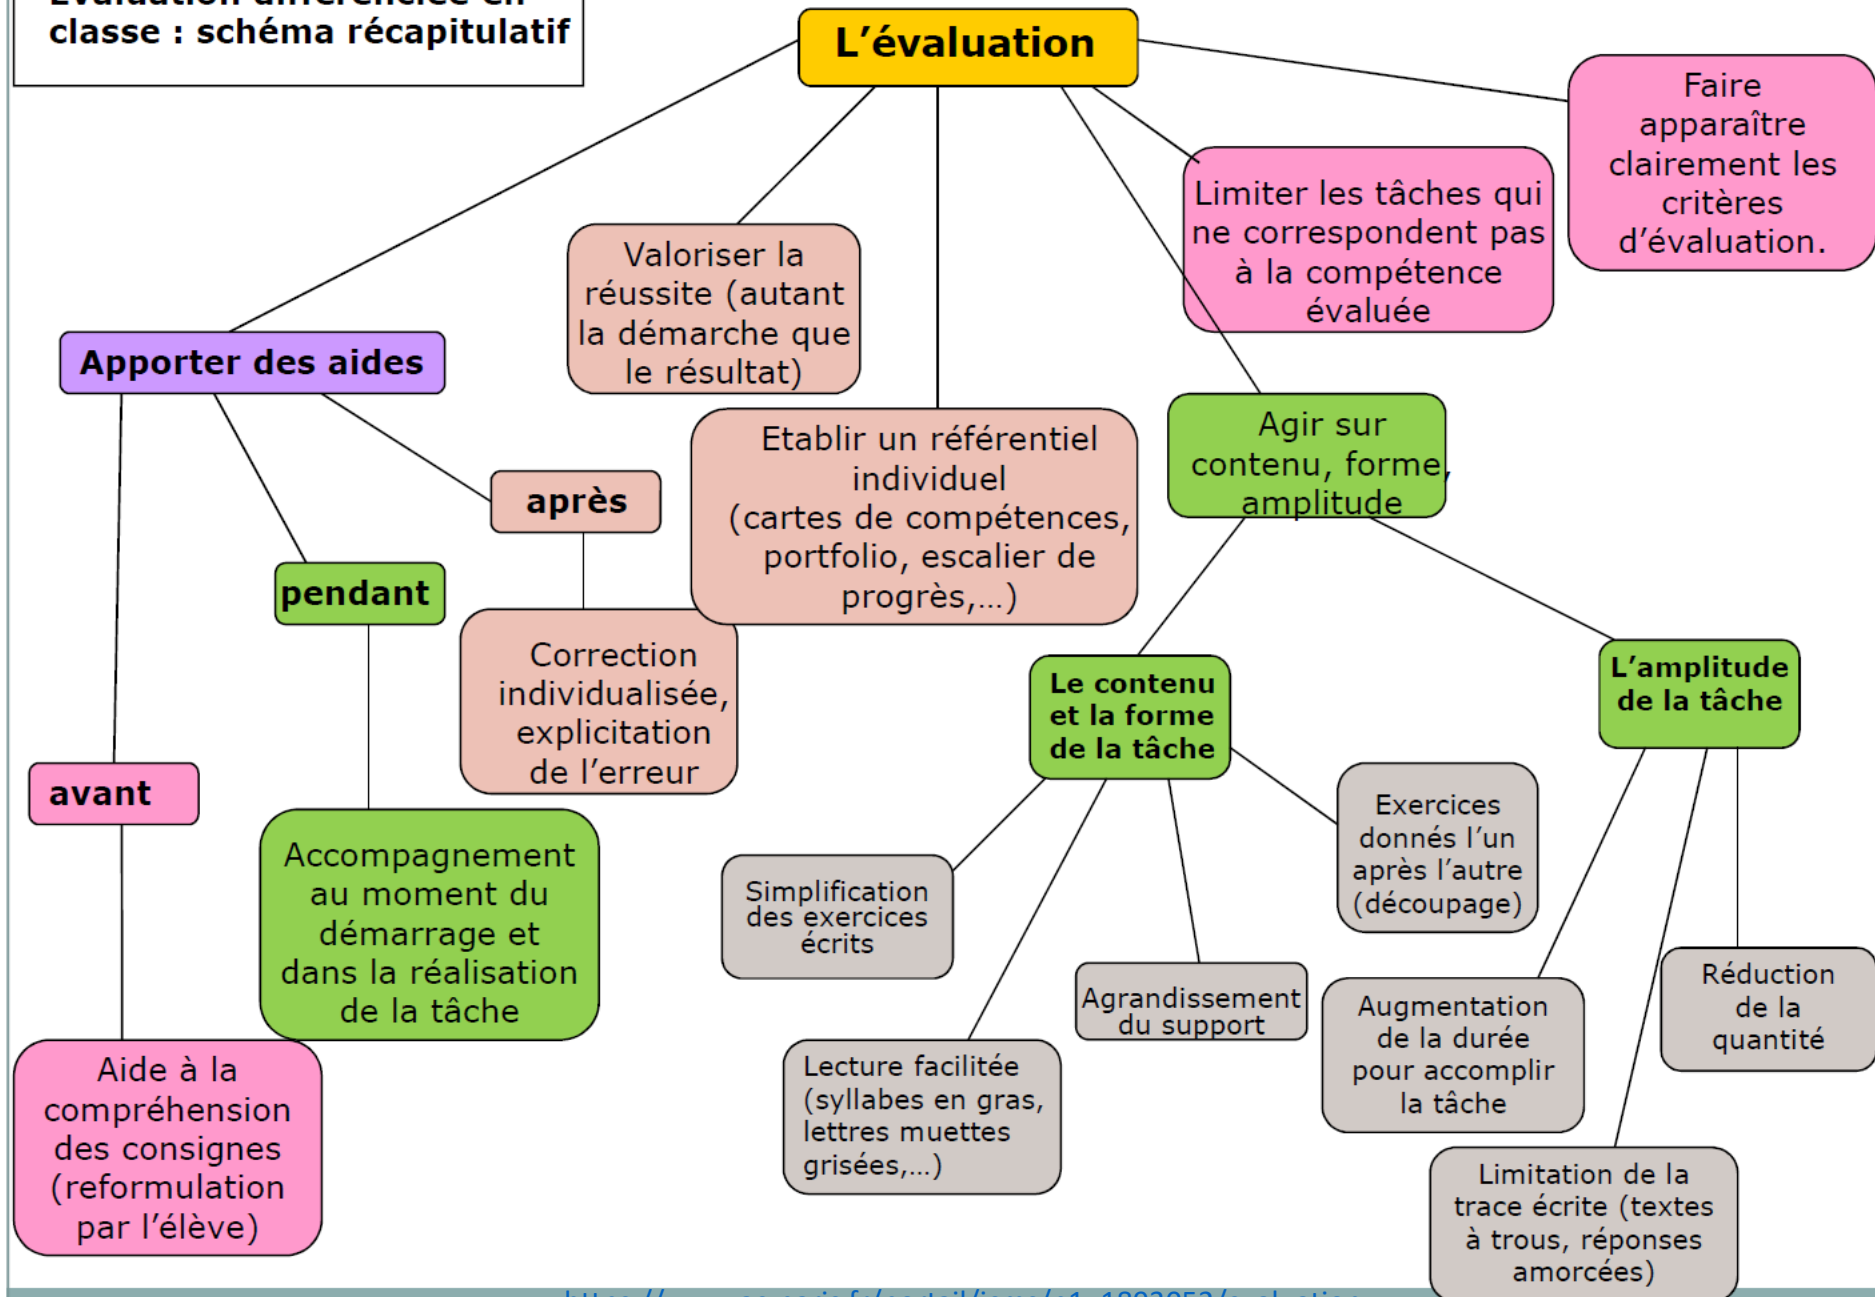 Evaluation différenciée en
classe : schéma récapitulatif
L’évaluation
Faire
apparaître
clairement les
critères
d’évaluation.
Limiter les tâches qui
ne correspondent pas
à la compétence
évaluée
Valoriser la
réussite (autant
la démarche que
le résultat)
Apporter des aides
Etablir un référentiel
individuel
(cartes de compétences,
portfolio, escalier de
progrès,...)
Agir sur
contenu, forme,
amplitude
après
pendant
Correction
individualisée,
explicitation
de l’erreur
avant
Accompagnement
au moment du
démarrage et
dans la réalisation
de la tâche
Aide à la
compréhension
des consignes
(reformulation
par l’élève)
Le contenu
et la forme
de la tâche
L’amplitude
de la tâche
Simplification
des exercices
écrits
Lecture facilitée
(syllabes en gras,
lettres muettes
grisées,...)
Agrandissement
du support
Exercices
donnés l’un
après l’autre
(découpage)
Augmentation
de la durée
pour accomplir
la tâche
Réduction
de la
quantité
Limitation de la
trace écrite (textes
à trous, réponses
amorcées)